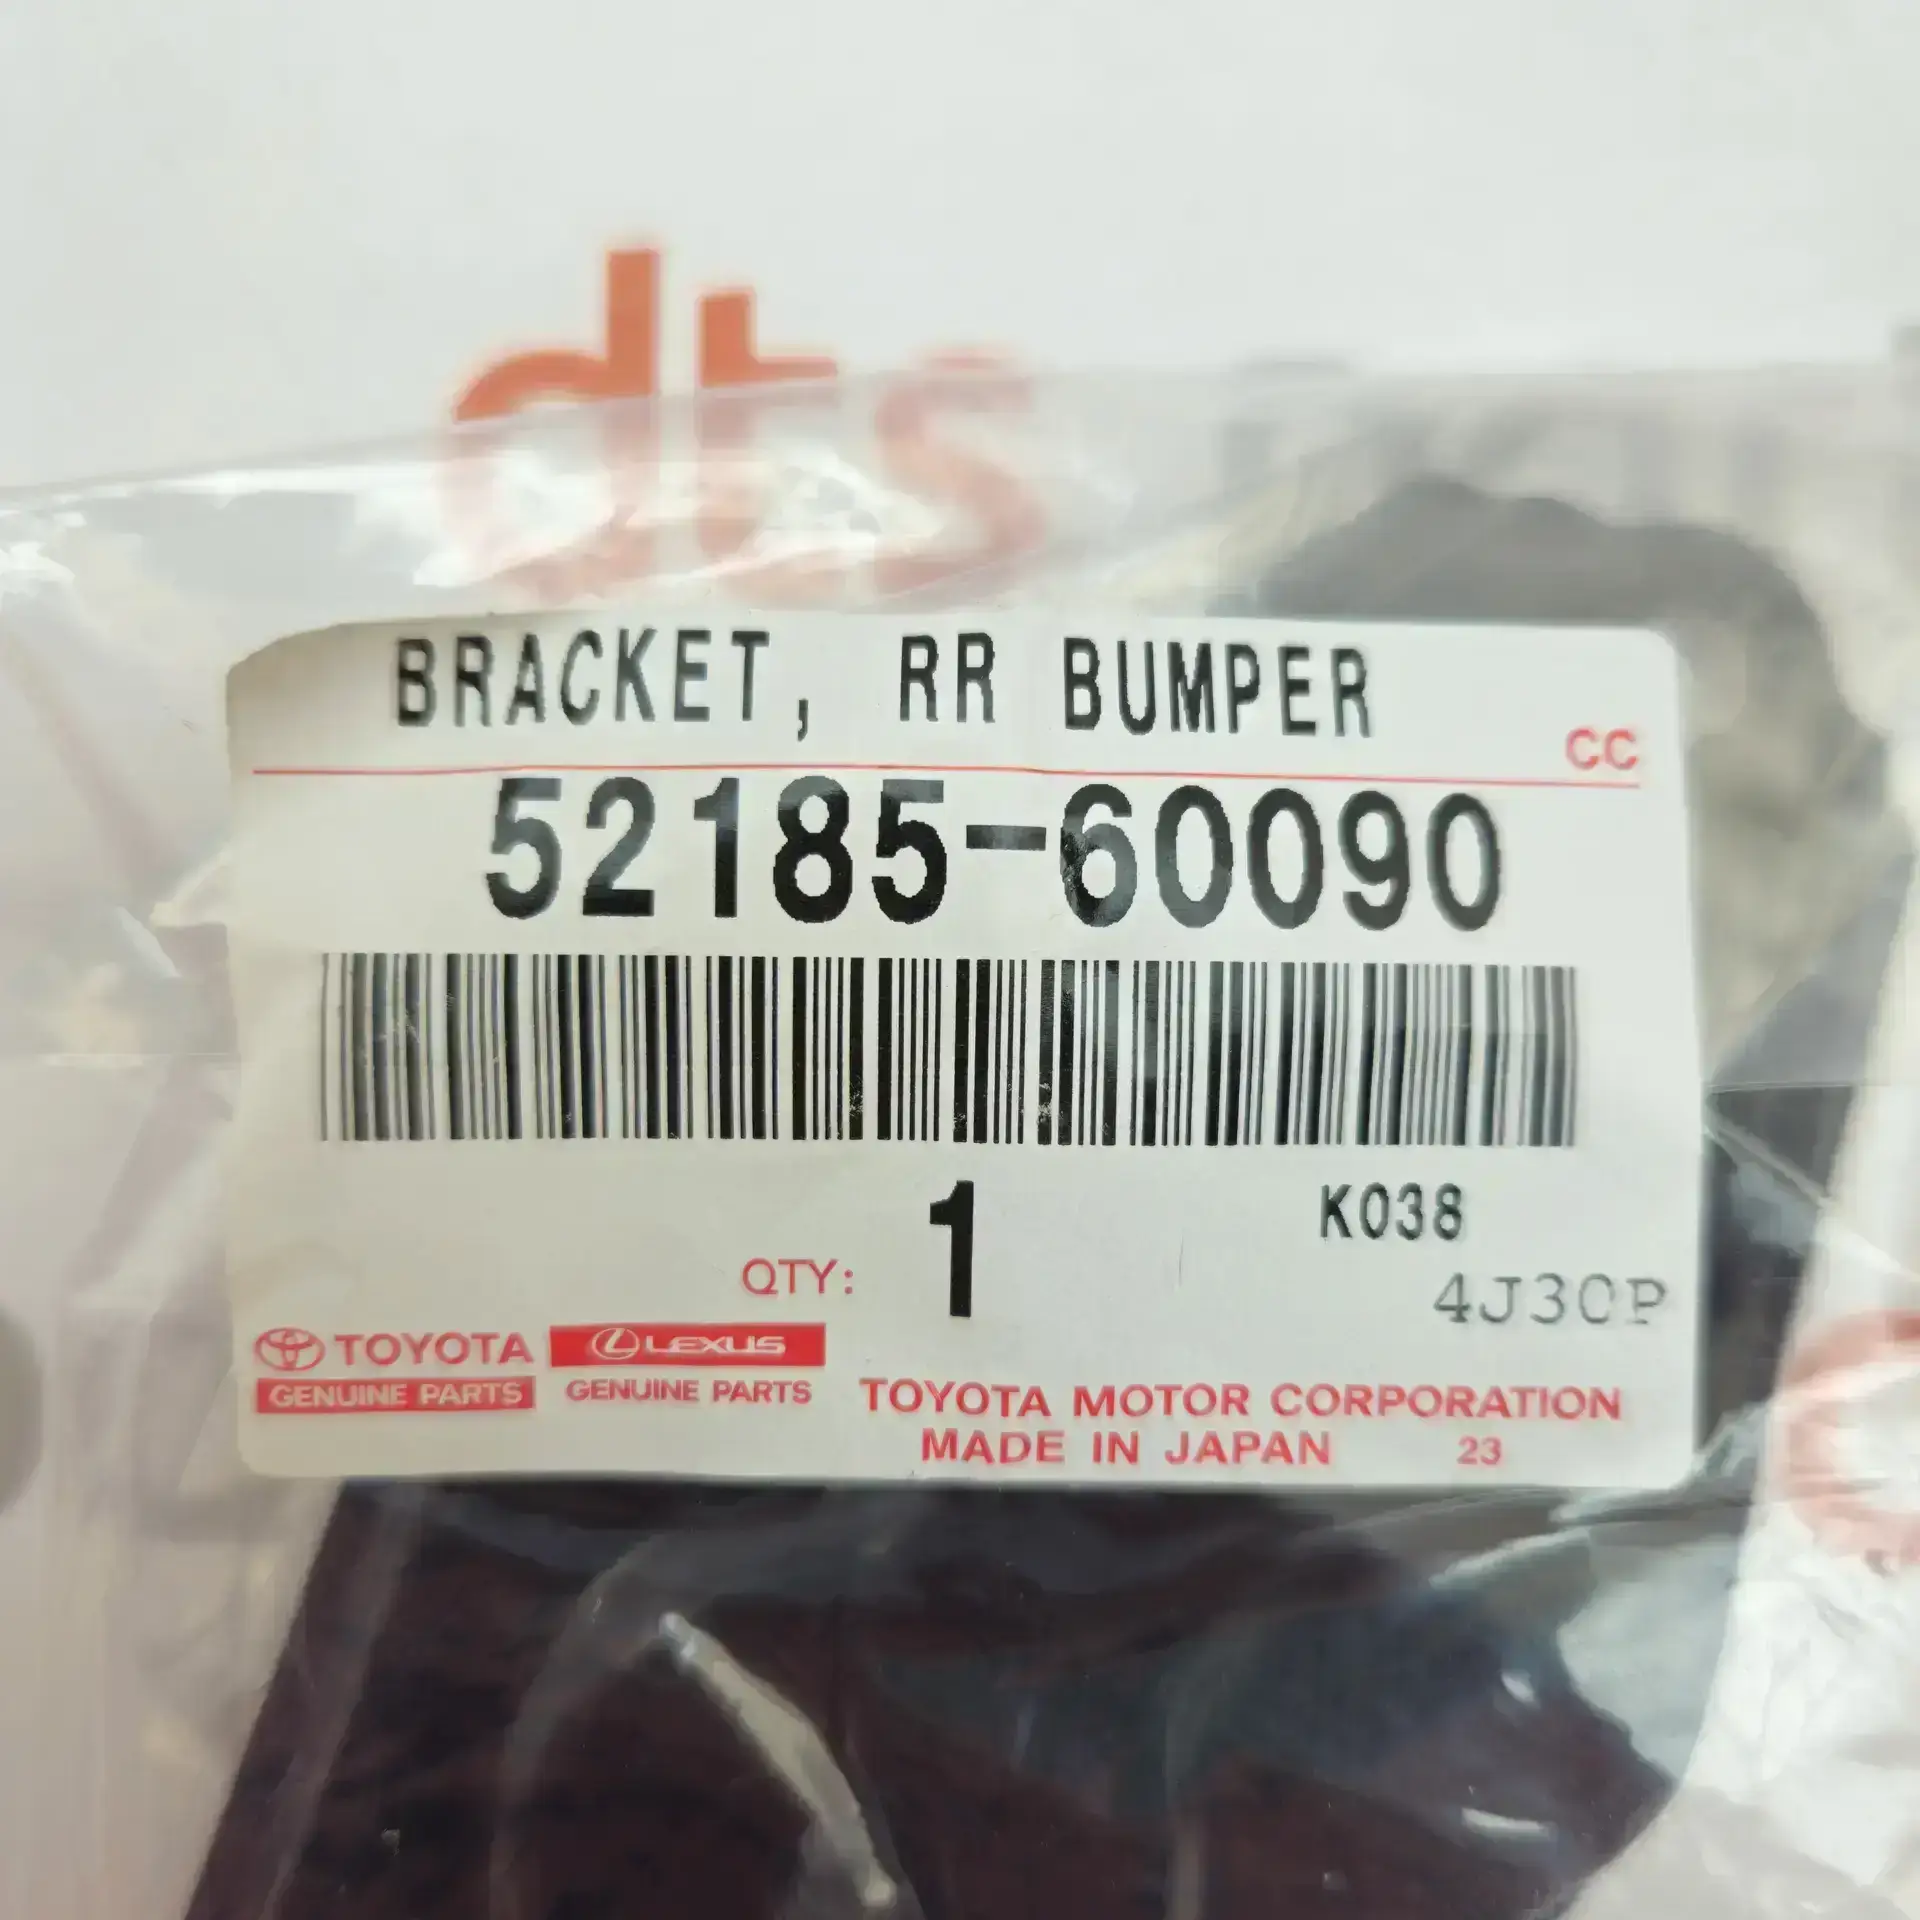 dts
BRACKET, RR BUMPER
CC
52185-60090
1
K038
QTY:
4J30P
TOYOTA LEXUS
GENUINE PARTS GENUINE PARTS
TOYOTA MOTOR CORPORATION
MADE IN JAPAN 23